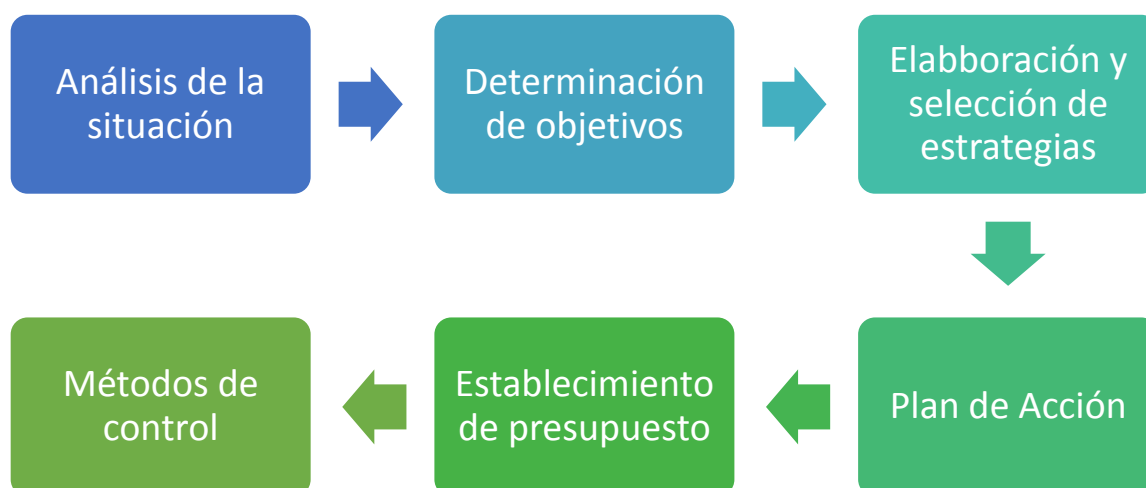 Análisis de la
situación
Determinación
de objetivos
Elabboración y
selección de
estrategias
Plan de Acción
Establecimiento
de presupuesto
Métodos de
control